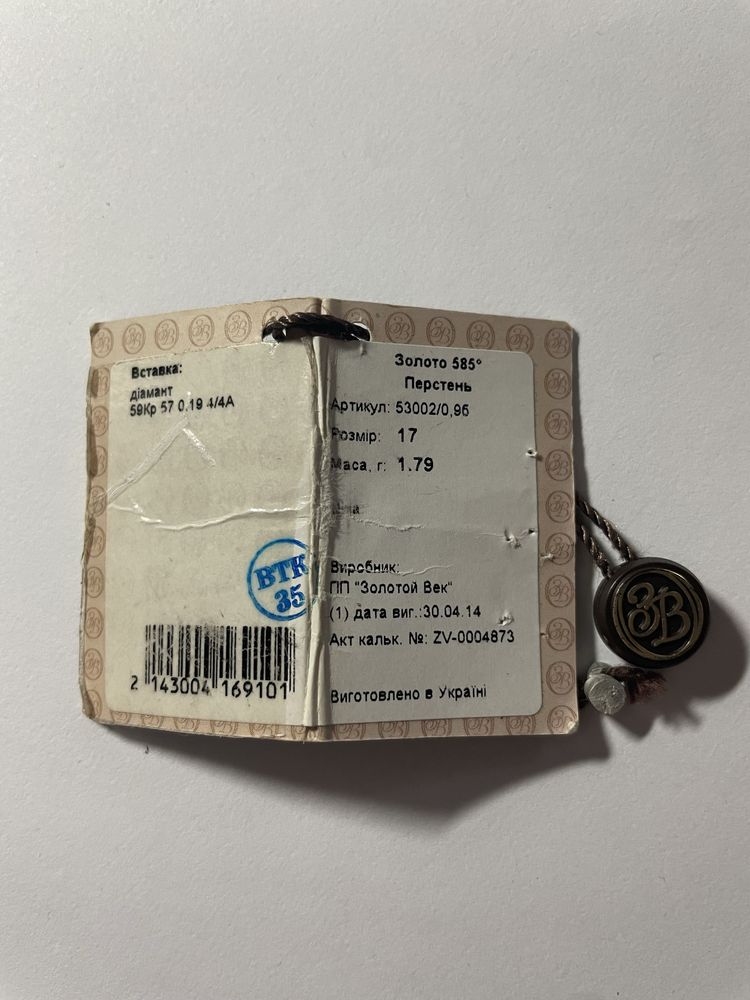 Вставка:
діамант
59Кр 57 0.19 4/4А
ВТК
35
2 143004 169101
Золото 585°
Перстень
Артикул: 53002/0,9б
Розмір: 17
Маса, г: 1.79
Виробник:
ПП "Золотой Век"
(1) дата виг.:30.04.14
Акт кальк. №: ZV-0004873
Виготовлено в Україні
ЗВ